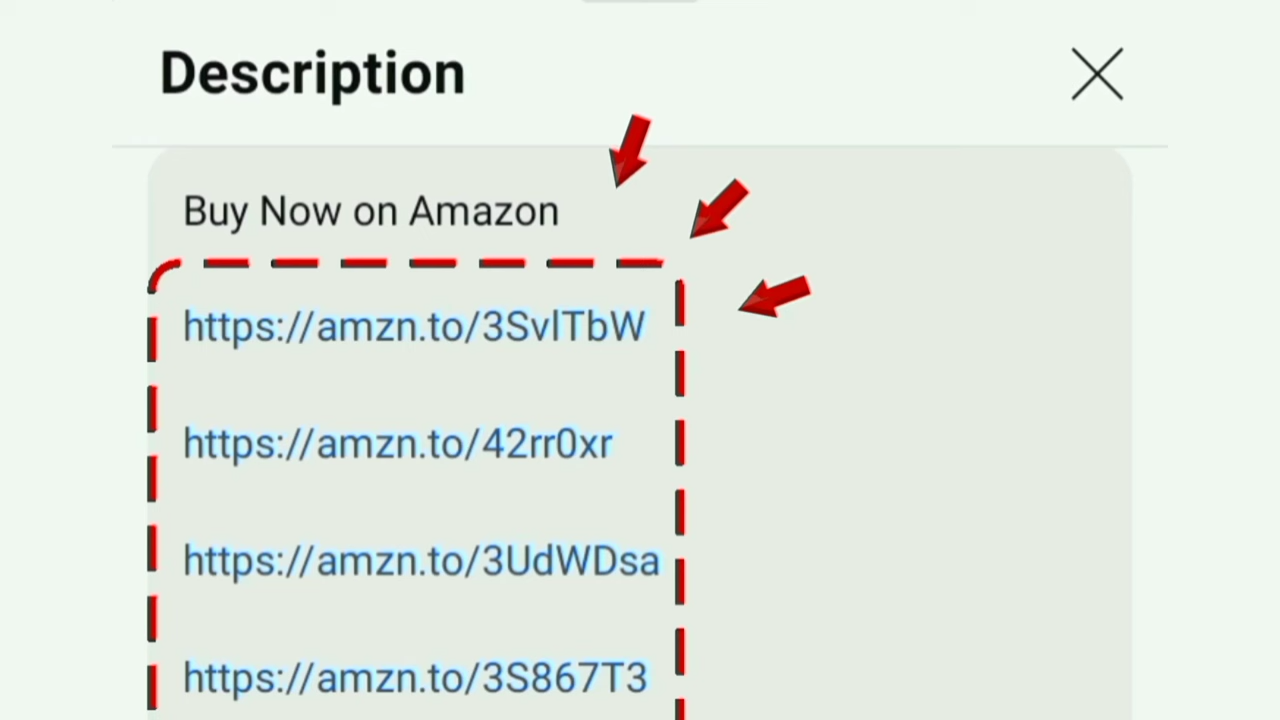 Description
Buy Now on Amazon
https://amzn.to/3SvlTbW
https://amzn.to/42rr0xr
https://amzn.to/3UdWDsa
https://amzn.to/3S867T3